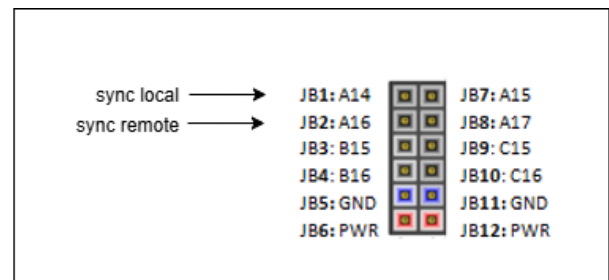 sync local JB1: A14 JB7: A15
sync remote JB2: A16 JB8: A17
JB3: B15 JB9: C15
JB4: B16 JB10: C16
JB5: GND JB11: GND
JB6: PWR JB12: PWR